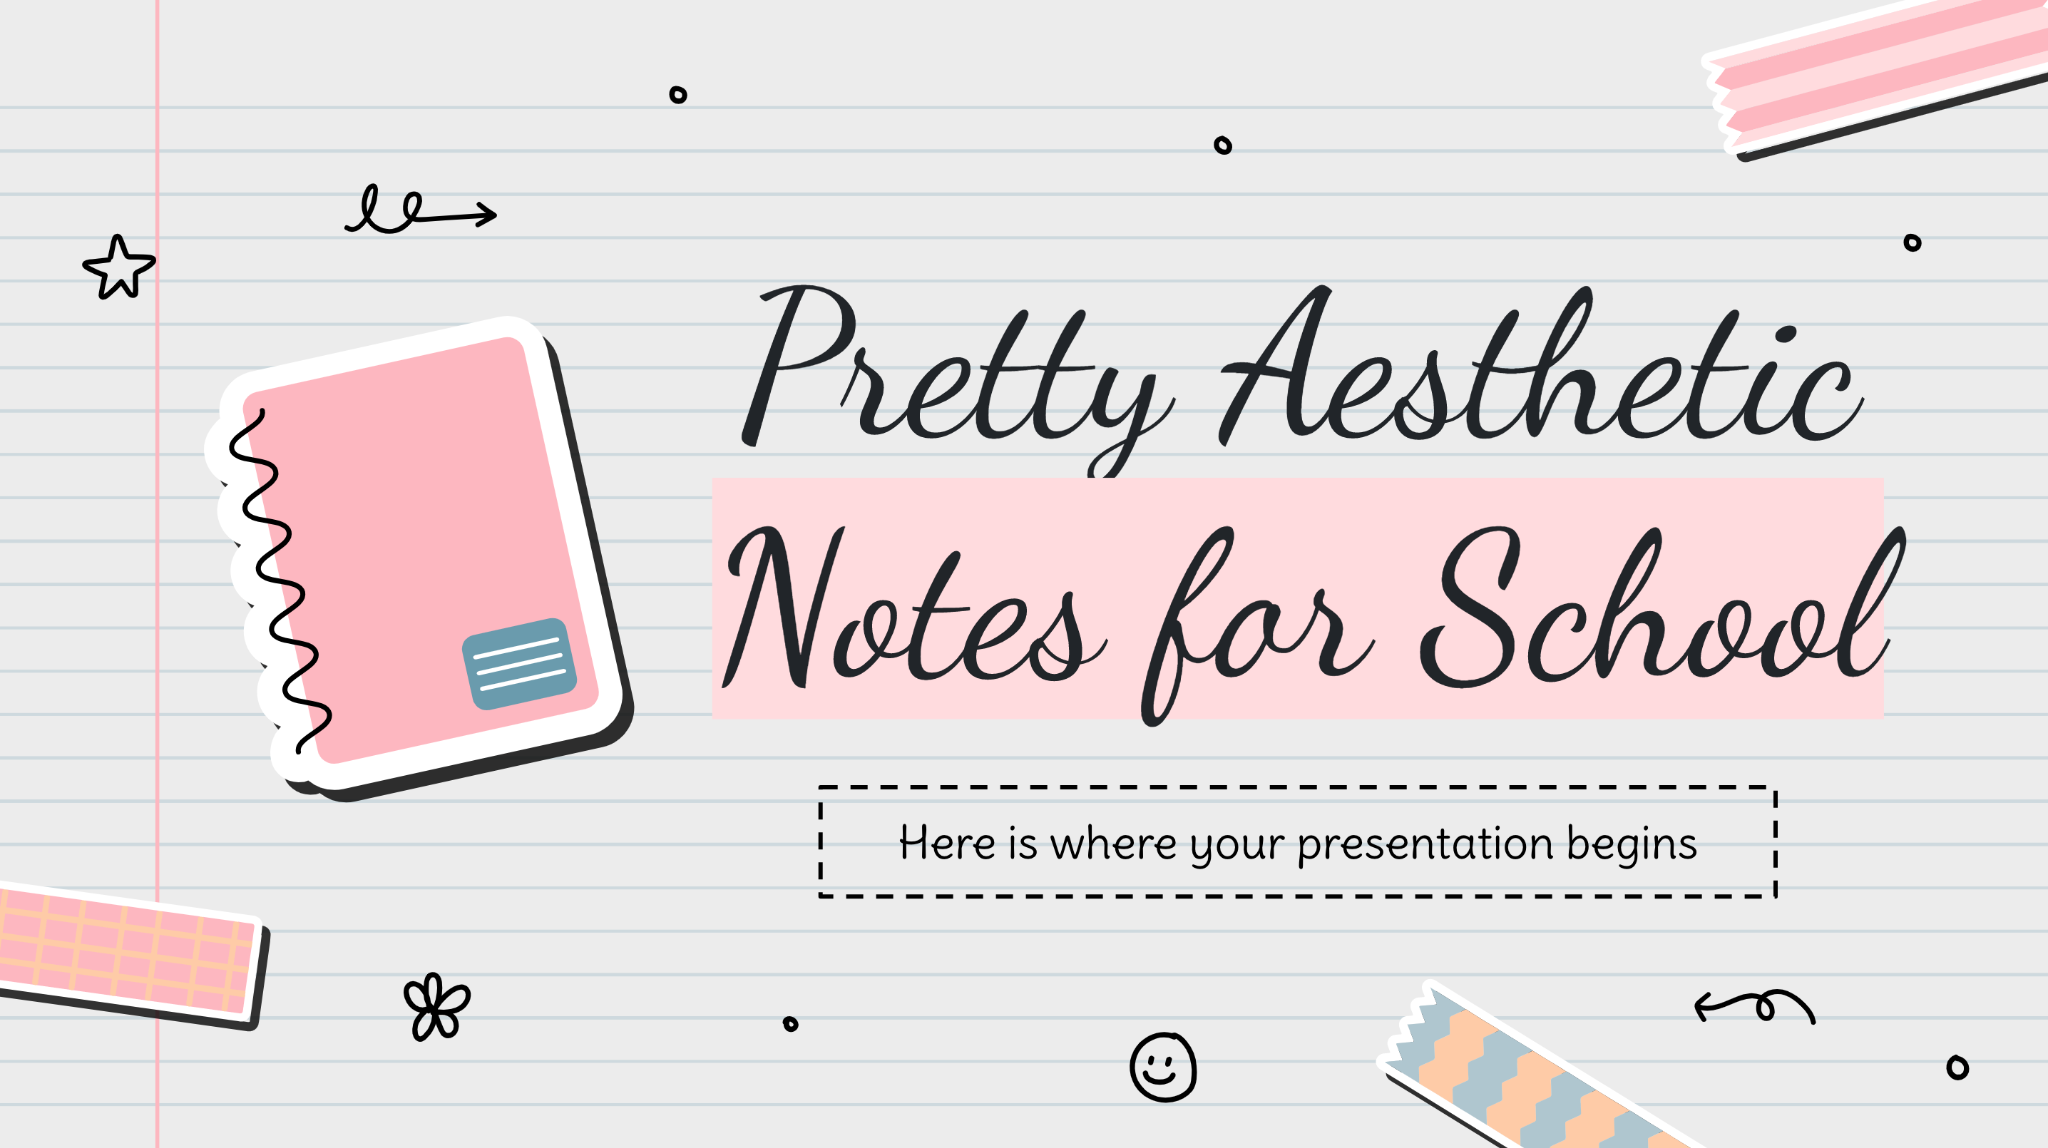 Pretty Aesthetic
Notes for School
Here is where your presentation begins